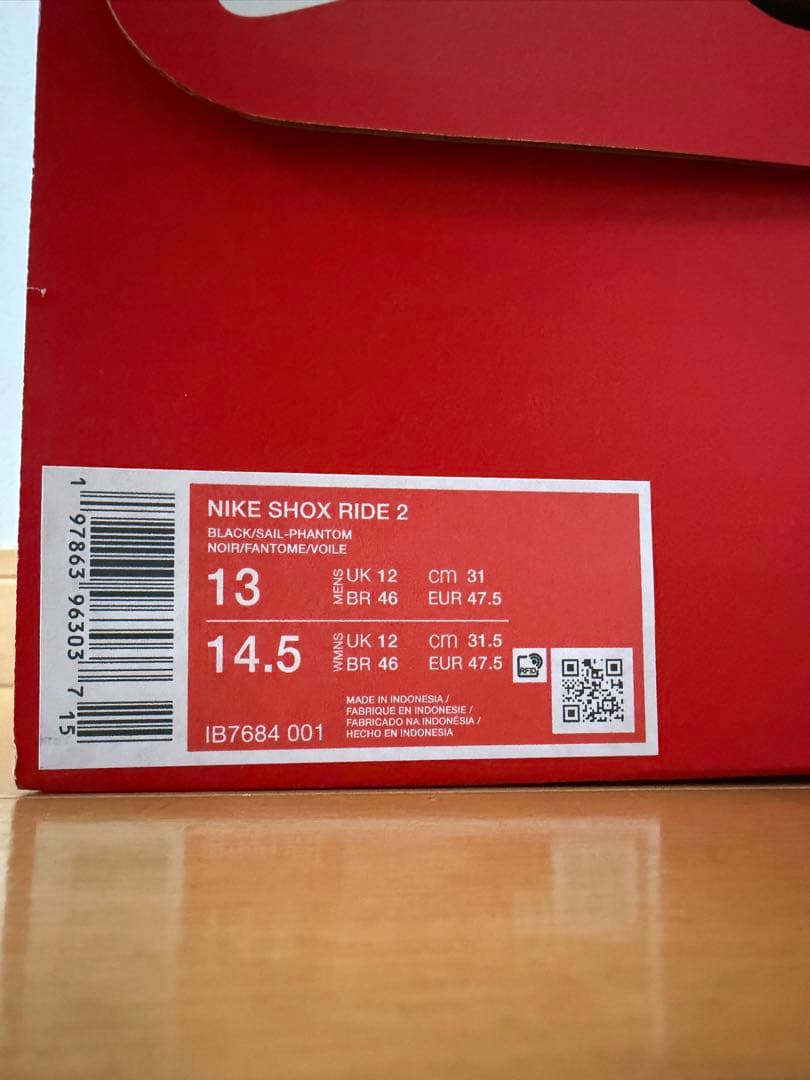 1 97863 96303 7 15
NIKE SHOX RIDE 2
BLACK/SAIL-PHANTOM
NOIR/FANTOME/VOILE
13
MENS
UK 12
BR 46
cm 31
EUR 47.5
14.5
WMNS
UK 12
BR 46
cm 31.5
EUR 47.5
RFID
IB7684 001
MADE IN INDONESIA /
FABRIQUE EN INDONESIE /
FABRICADO NA INDONÉSIA /
HECHO EN INDONESIA